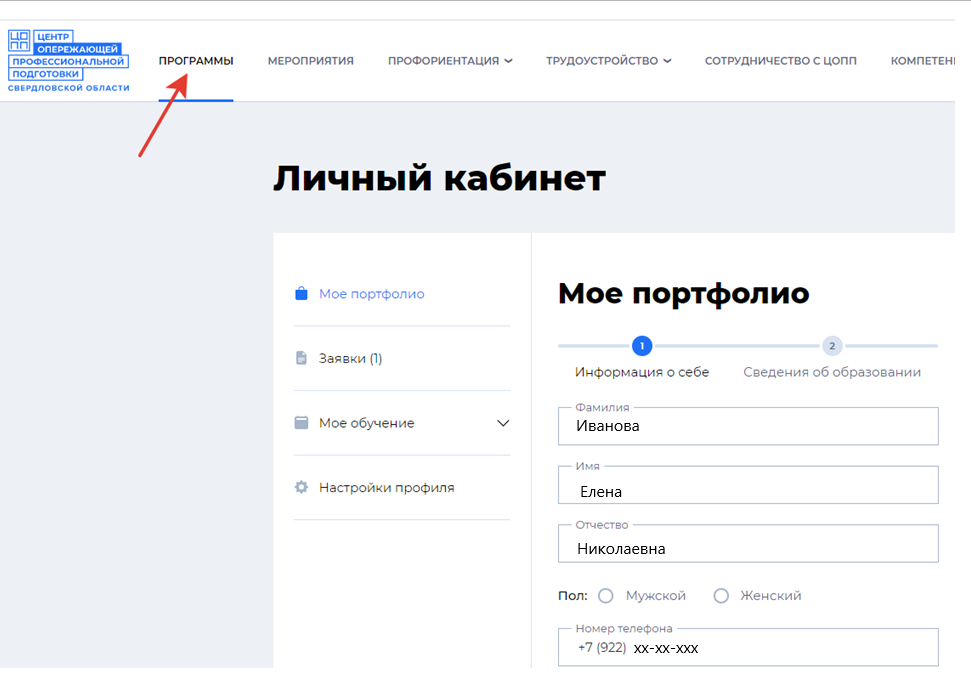 ЦОПП
ЦЕНТР
ОПЕРЕЖАЮЩЕЙ
ПРОФЕССИОНАЛЬНОЙ
ПОДГОТОВКИ
СВЕРДЛОВСКОЙ ОБЛАСТИ
ПРОГРАММЫ МЕРОПРИЯТИЯ ПРОФОРИЕНТАЦИЯ ТРУДОУСТРОЙСТВО СОТРУДНИЧЕСТВО С ЦОПП КОМПЕТЕН
Личный кабинет
Мое портфолио
Заявки (1)
Мое обучение
Настройки профиля
Мое портфолио
1 2
Информация о себе Сведения об образовании
Фамилия
Иванова
Имя
Елена
Отчество
Николаевна
Пол: Мужской Женский
Номер телефона
+7 (922) xx-xx-xxx